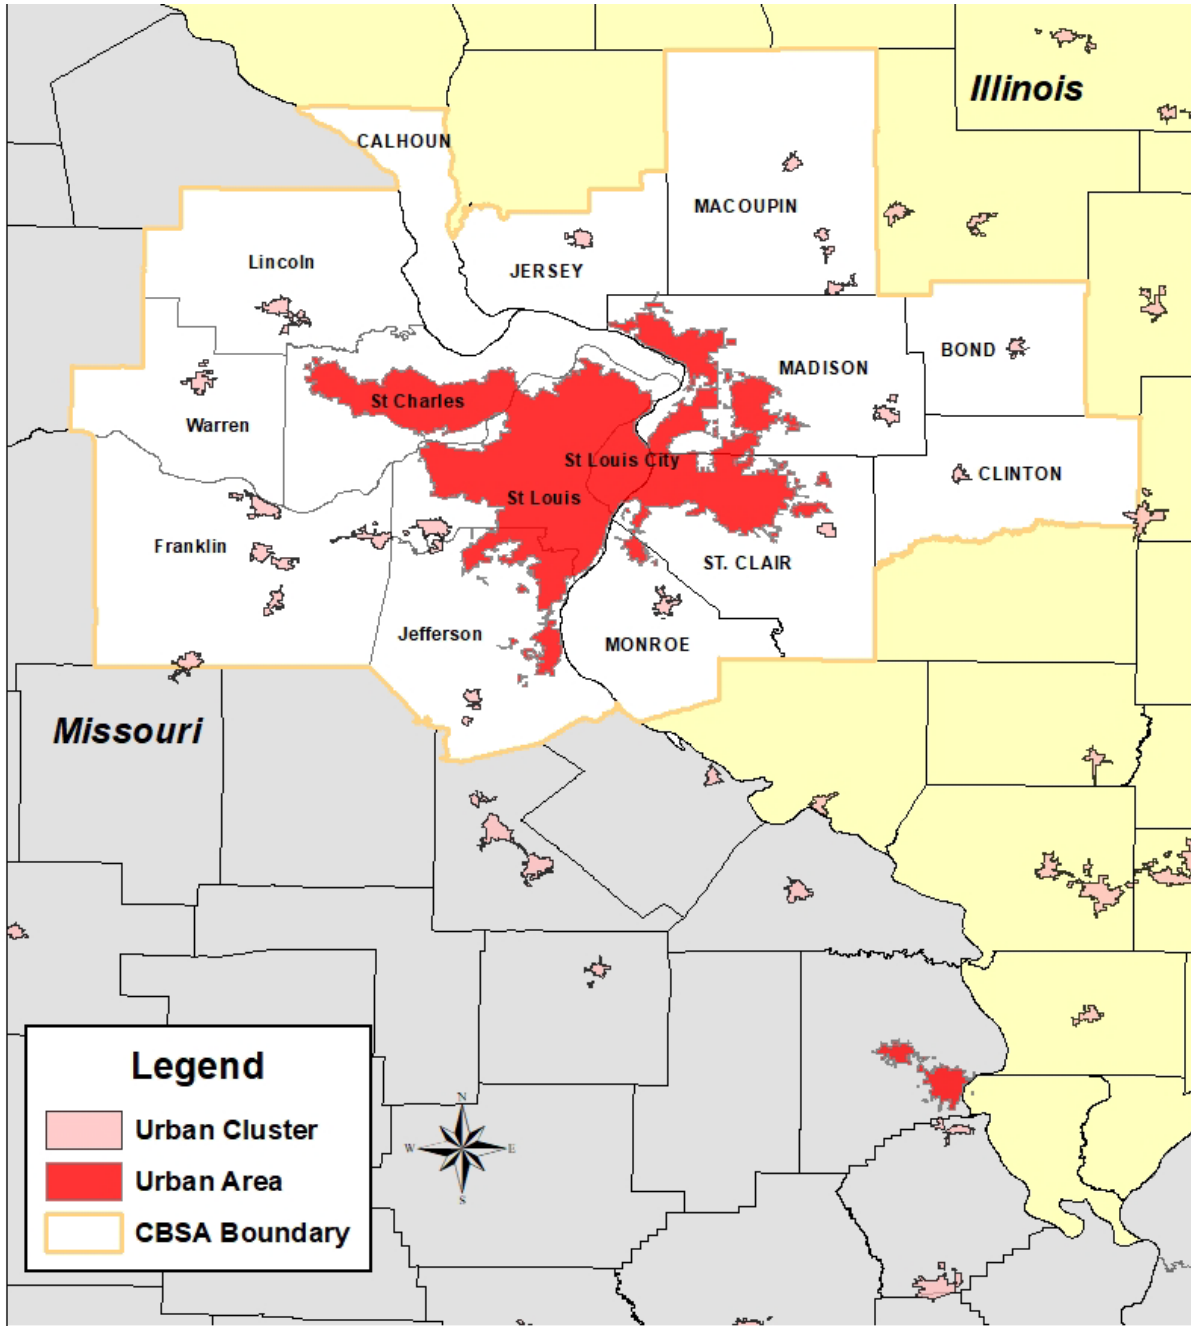 Illinois
CALHOUN
MACOUPIN
Lincoln
JERSEY
BOND
MADISON
St Charles
Warren
St Louis City
CLINTON
St Louis
Franklin
ST. CLAIR
Jefferson
MONROE
Missouri
Legend
Urban Cluster
Urban Area
CBSA Boundary
N
W
E
S